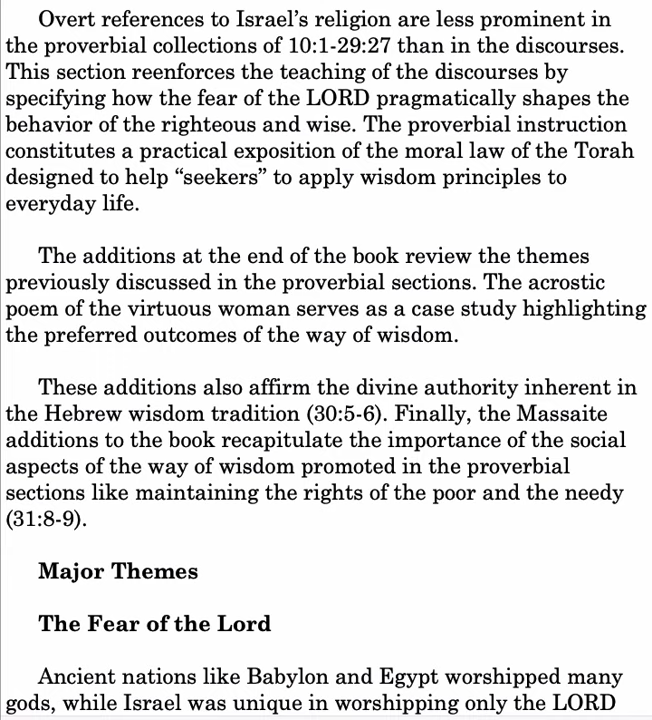 Overt references to Israel’s religion are less prominent in
the proverbial collections of 10:1-29:27 than in the discourses.
This section reenforces the teaching of the discourses by
specifying how the fear of the LORD pragmatically shapes the
behavior of the righteous and wise. The proverbial instruction
constitutes a practical exposition of the moral law of the Torah
designed to help “seekers” to apply wisdom principles to
everyday life.
The additions at the end of the book review the themes
previously discussed in the proverbial sections. The acrostic
poem of the virtuous woman serves as a case study highlighting
the preferred outcomes of the way of wisdom.
These additions also affirm the divine authority inherent in
the Hebrew wisdom tradition (30:5-6). Finally, the Massaite
additions to the book recapitulate the importance of the social
aspects of the way of wisdom promoted in the proverbial
sections like maintaining the rights of the poor and the needy
(31:8-9).
Major Themes
The Fear of the Lord
Ancient nations like Babylon and Egypt worshipped many
gods, while Israel was unique in worshipping only the LORD